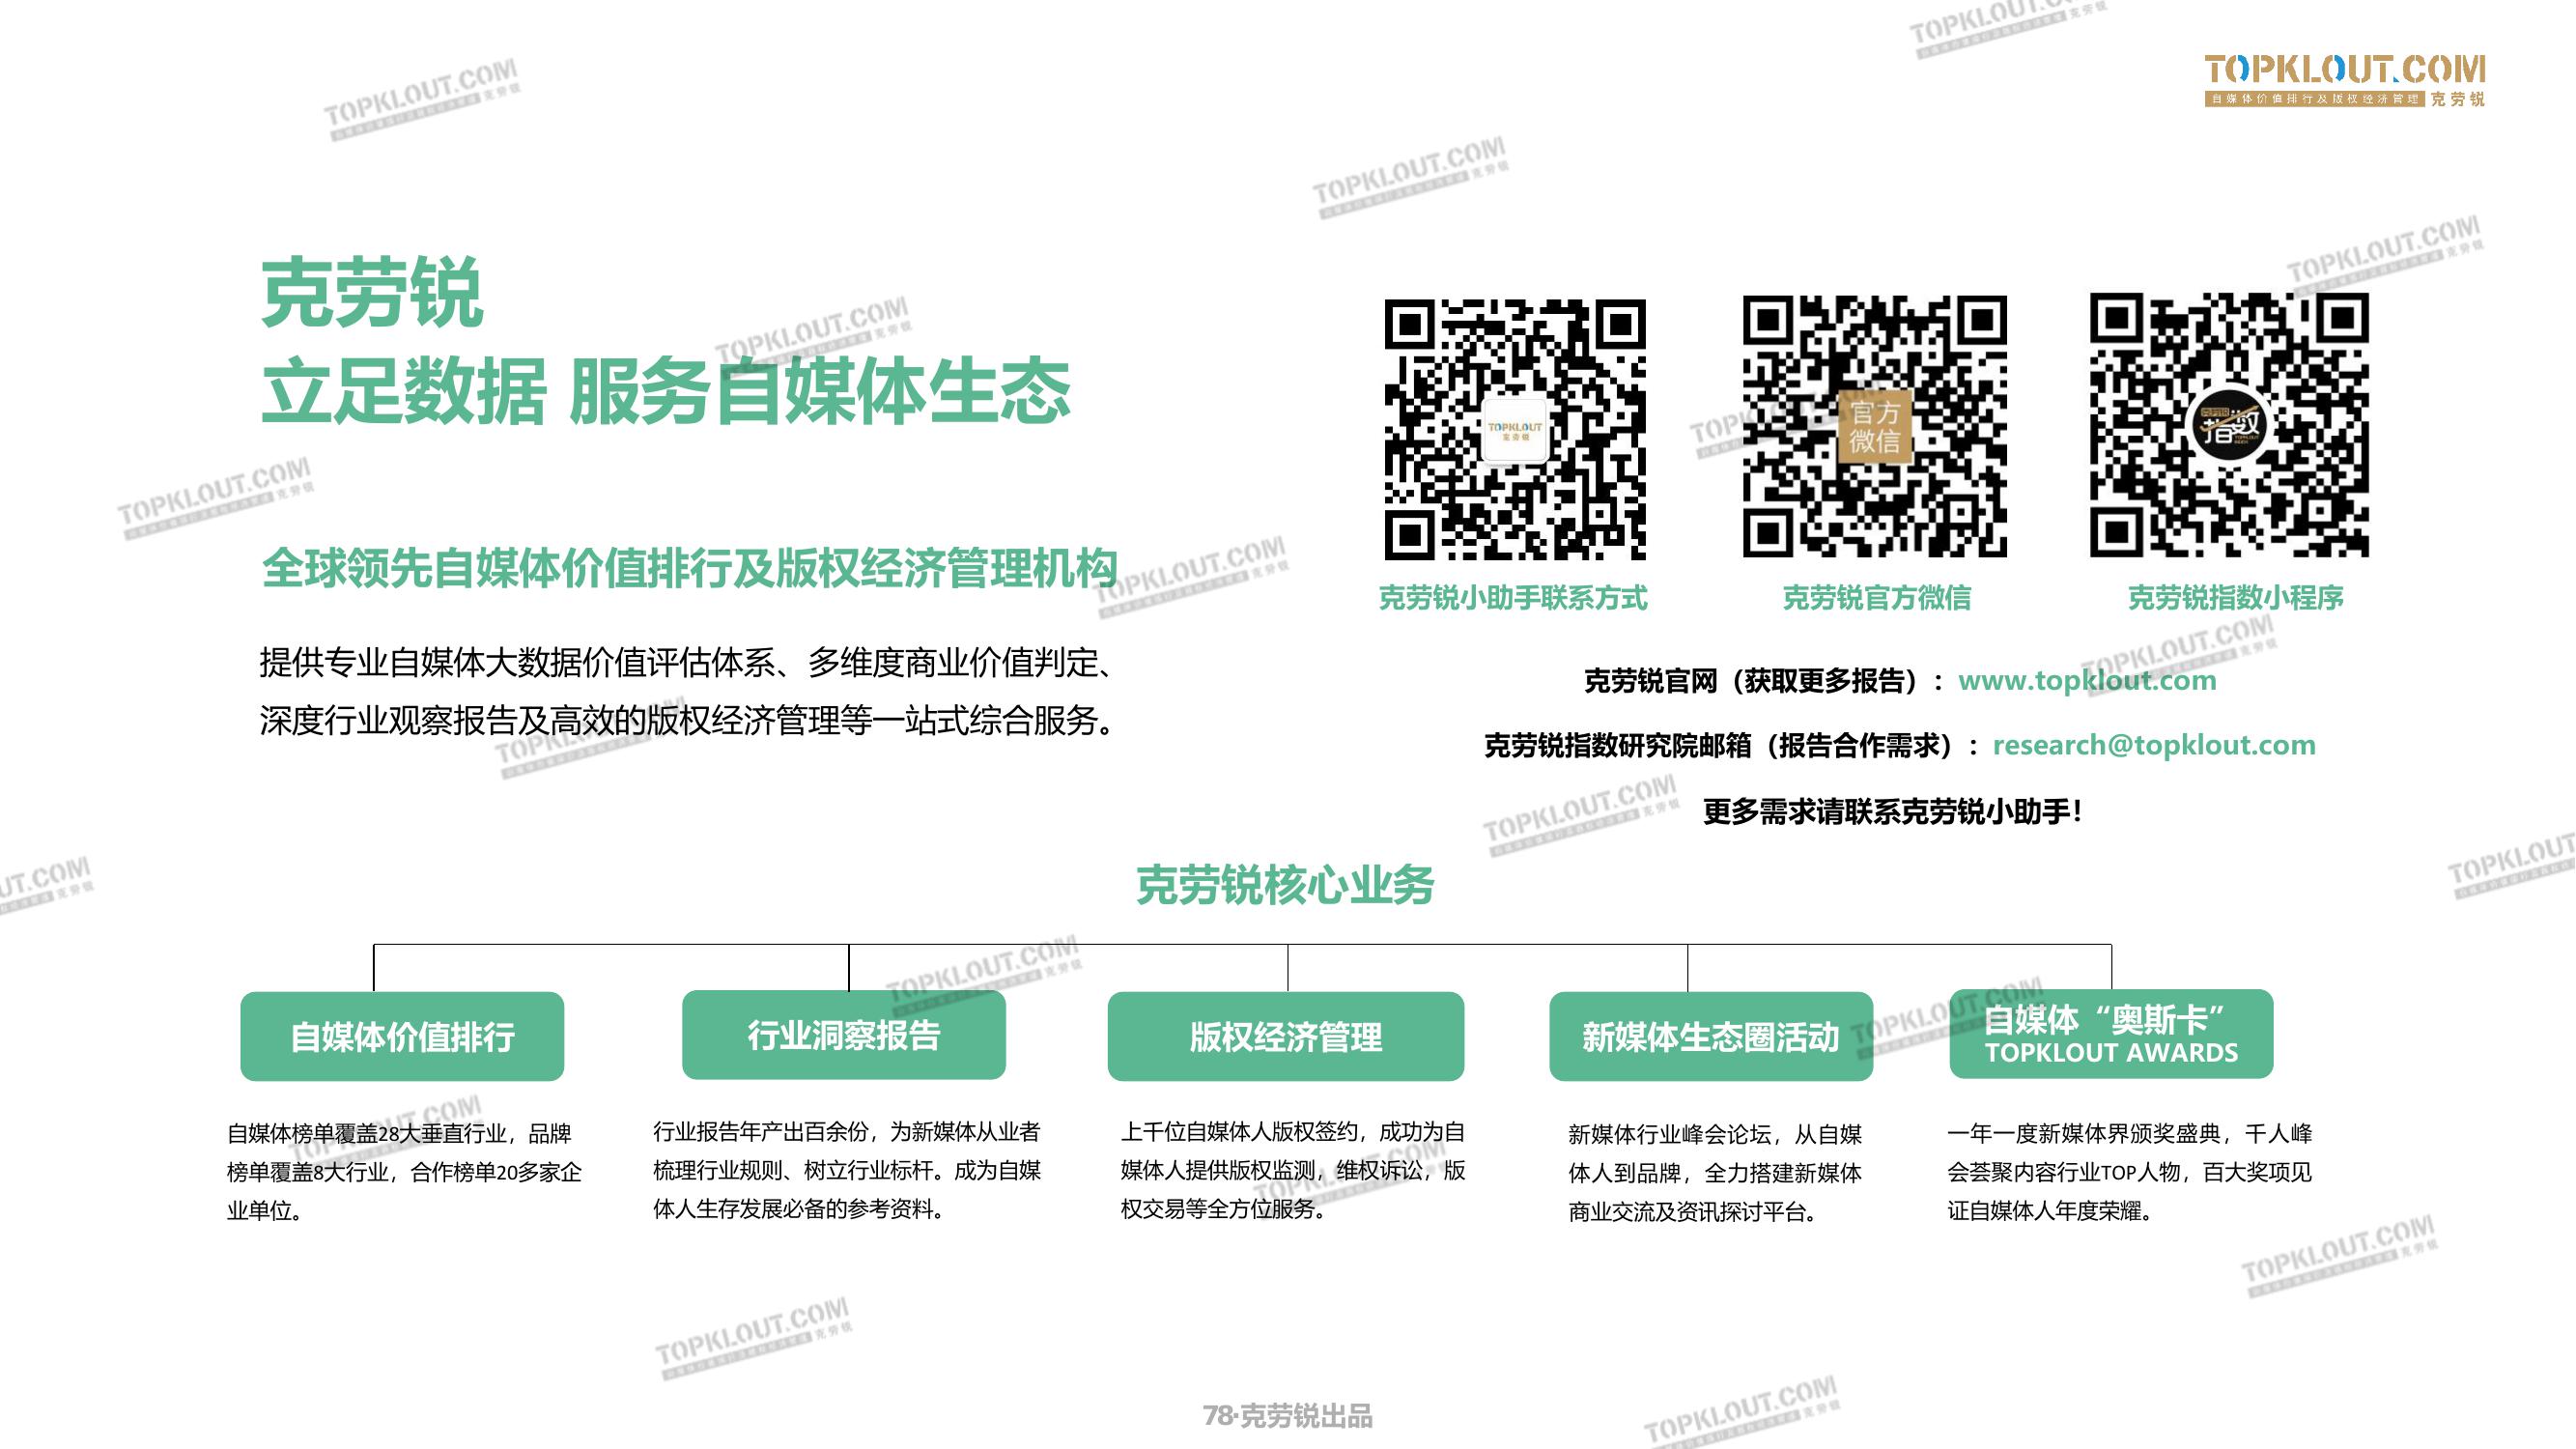 TOPKLOUT.COM
自媒体价值排行及版权经济管理 克劳锐
克劳锐
立足数据 服务自媒体生态
全球领先自媒体价值排行及版权经济管理机构
提供专业自媒体大数据价值评估体系、多维度商业价值判定、
深度行业观察报告及高效的版权经济管理等一站式综合服务。
TOPKLOUT
克劳锐
官方
微信
克劳锐
指数
克劳锐小助手联系方式
克劳锐官方微信
克劳锐指数小程序
克劳锐官网（获取更多报告）：www.topklout.com
克劳锐指数研究院邮箱（报告合作需求）：research@topklout.com
更多需求请联系克劳锐小助手！
克劳锐核心业务
自媒体价值排行
自媒体榜单覆盖28大垂直行业，品牌
榜单覆盖8大行业，合作榜单20多家企
业单位。
行业洞察报告
行业报告年产出百余份，为新媒体从业者
梳理行业规则、树立行业标杆。成为自媒
体人生存发展必备的参考资料。
版权经济管理
上千位自媒体人版权签约，成功为自
媒体人提供版权监测，维权诉讼，版
权交易等全方位服务。
新媒体生态圈活动
新媒体行业峰会论坛，从自媒
体人到品牌，全力搭建新媒体
商业交流及资讯探讨平台。
自媒体“奥斯卡”
TOPKLOUT AWARDS
一年一度新媒体界颁奖盛典，千人峰
会荟聚内容行业TOP人物，百大奖项见
证自媒体人年度荣耀。
78·克劳锐出品